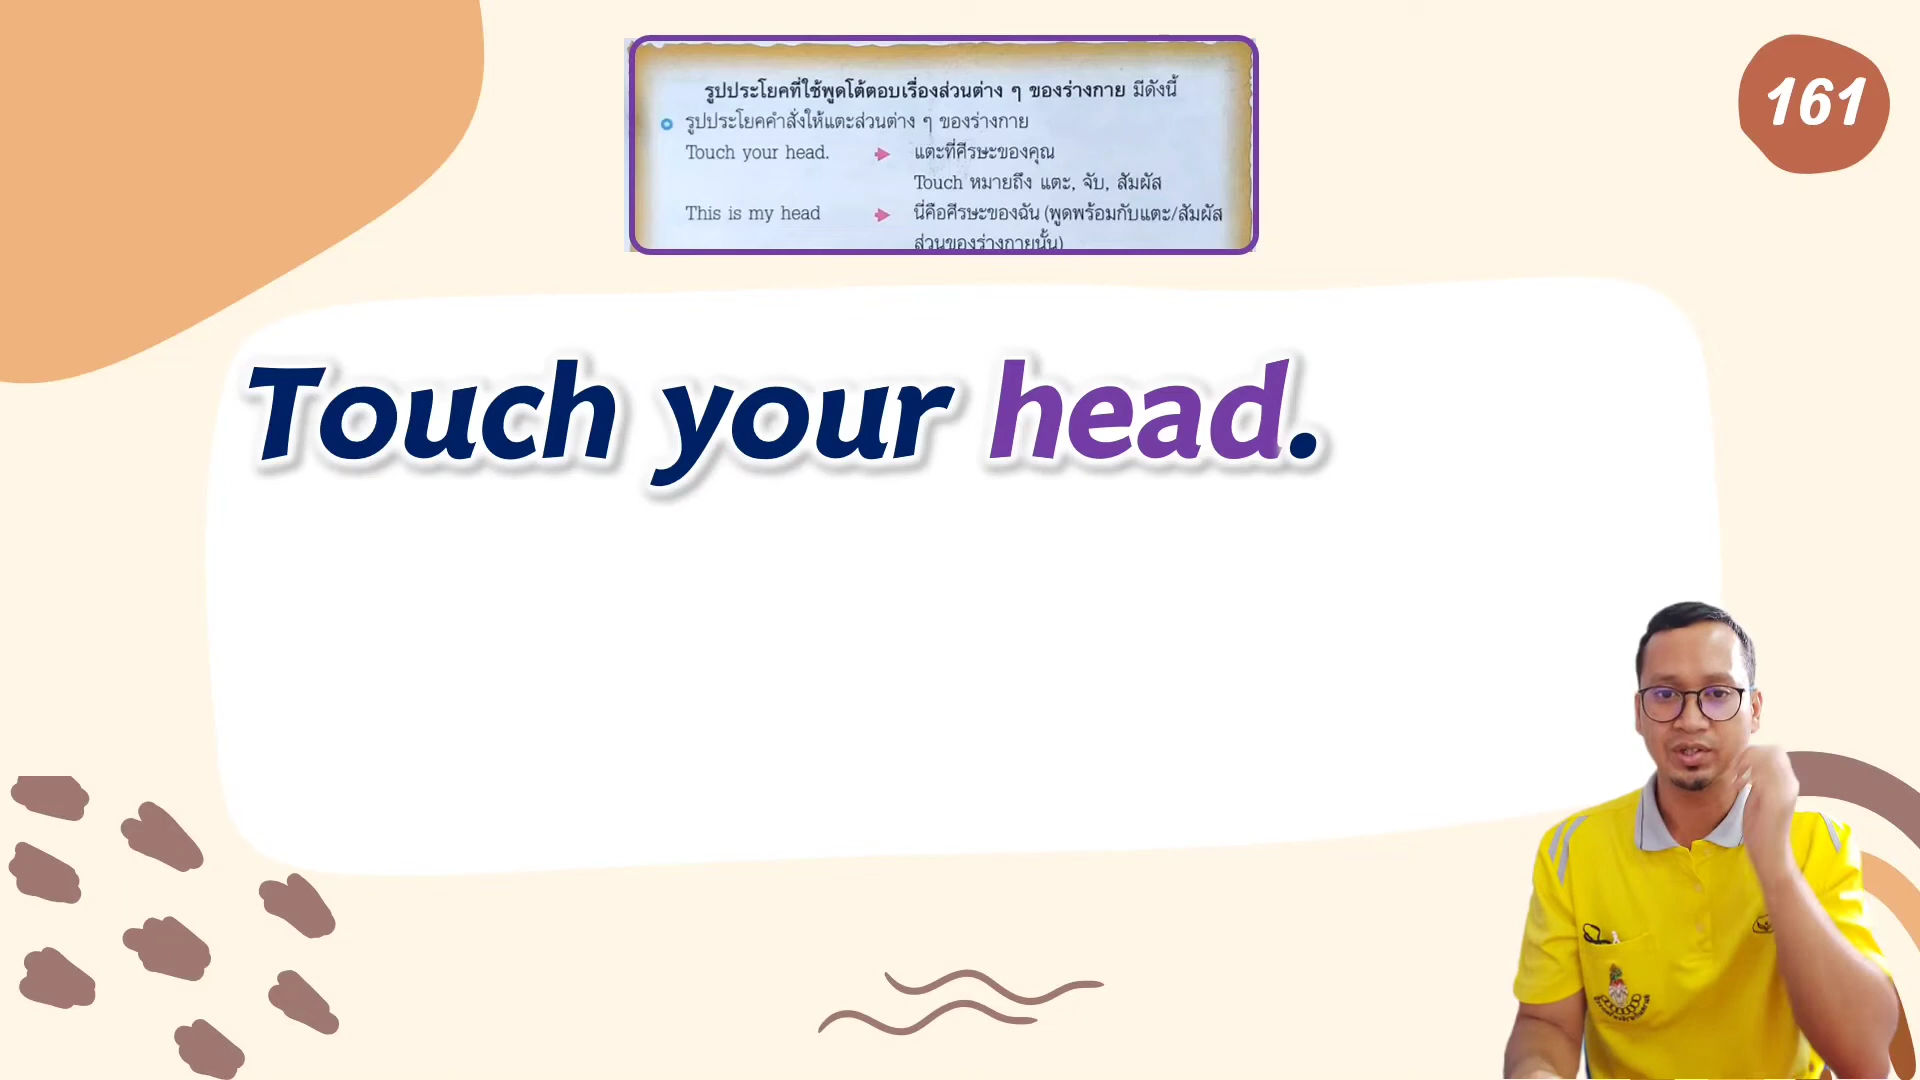 รูปประโยคที่ใช้พูดโต้ตอบเรื่องส่วนต่าง ๆ ของร่างกาย มีดังนี้
รูปประโยคคำสั่งให้แตะส่วนต่าง ๆ ของร่างกาย
Touch your head. แตะที่ศีรษะของคุณ
Touch หมายถึง แตะ, จับ, สัมผัส
This is my head นี่คือศีรษะของฉัน (พูดพร้อมกับแตะ/สัมผัส
ส่วนของร่างกายนั้น)
161
Touch your head.